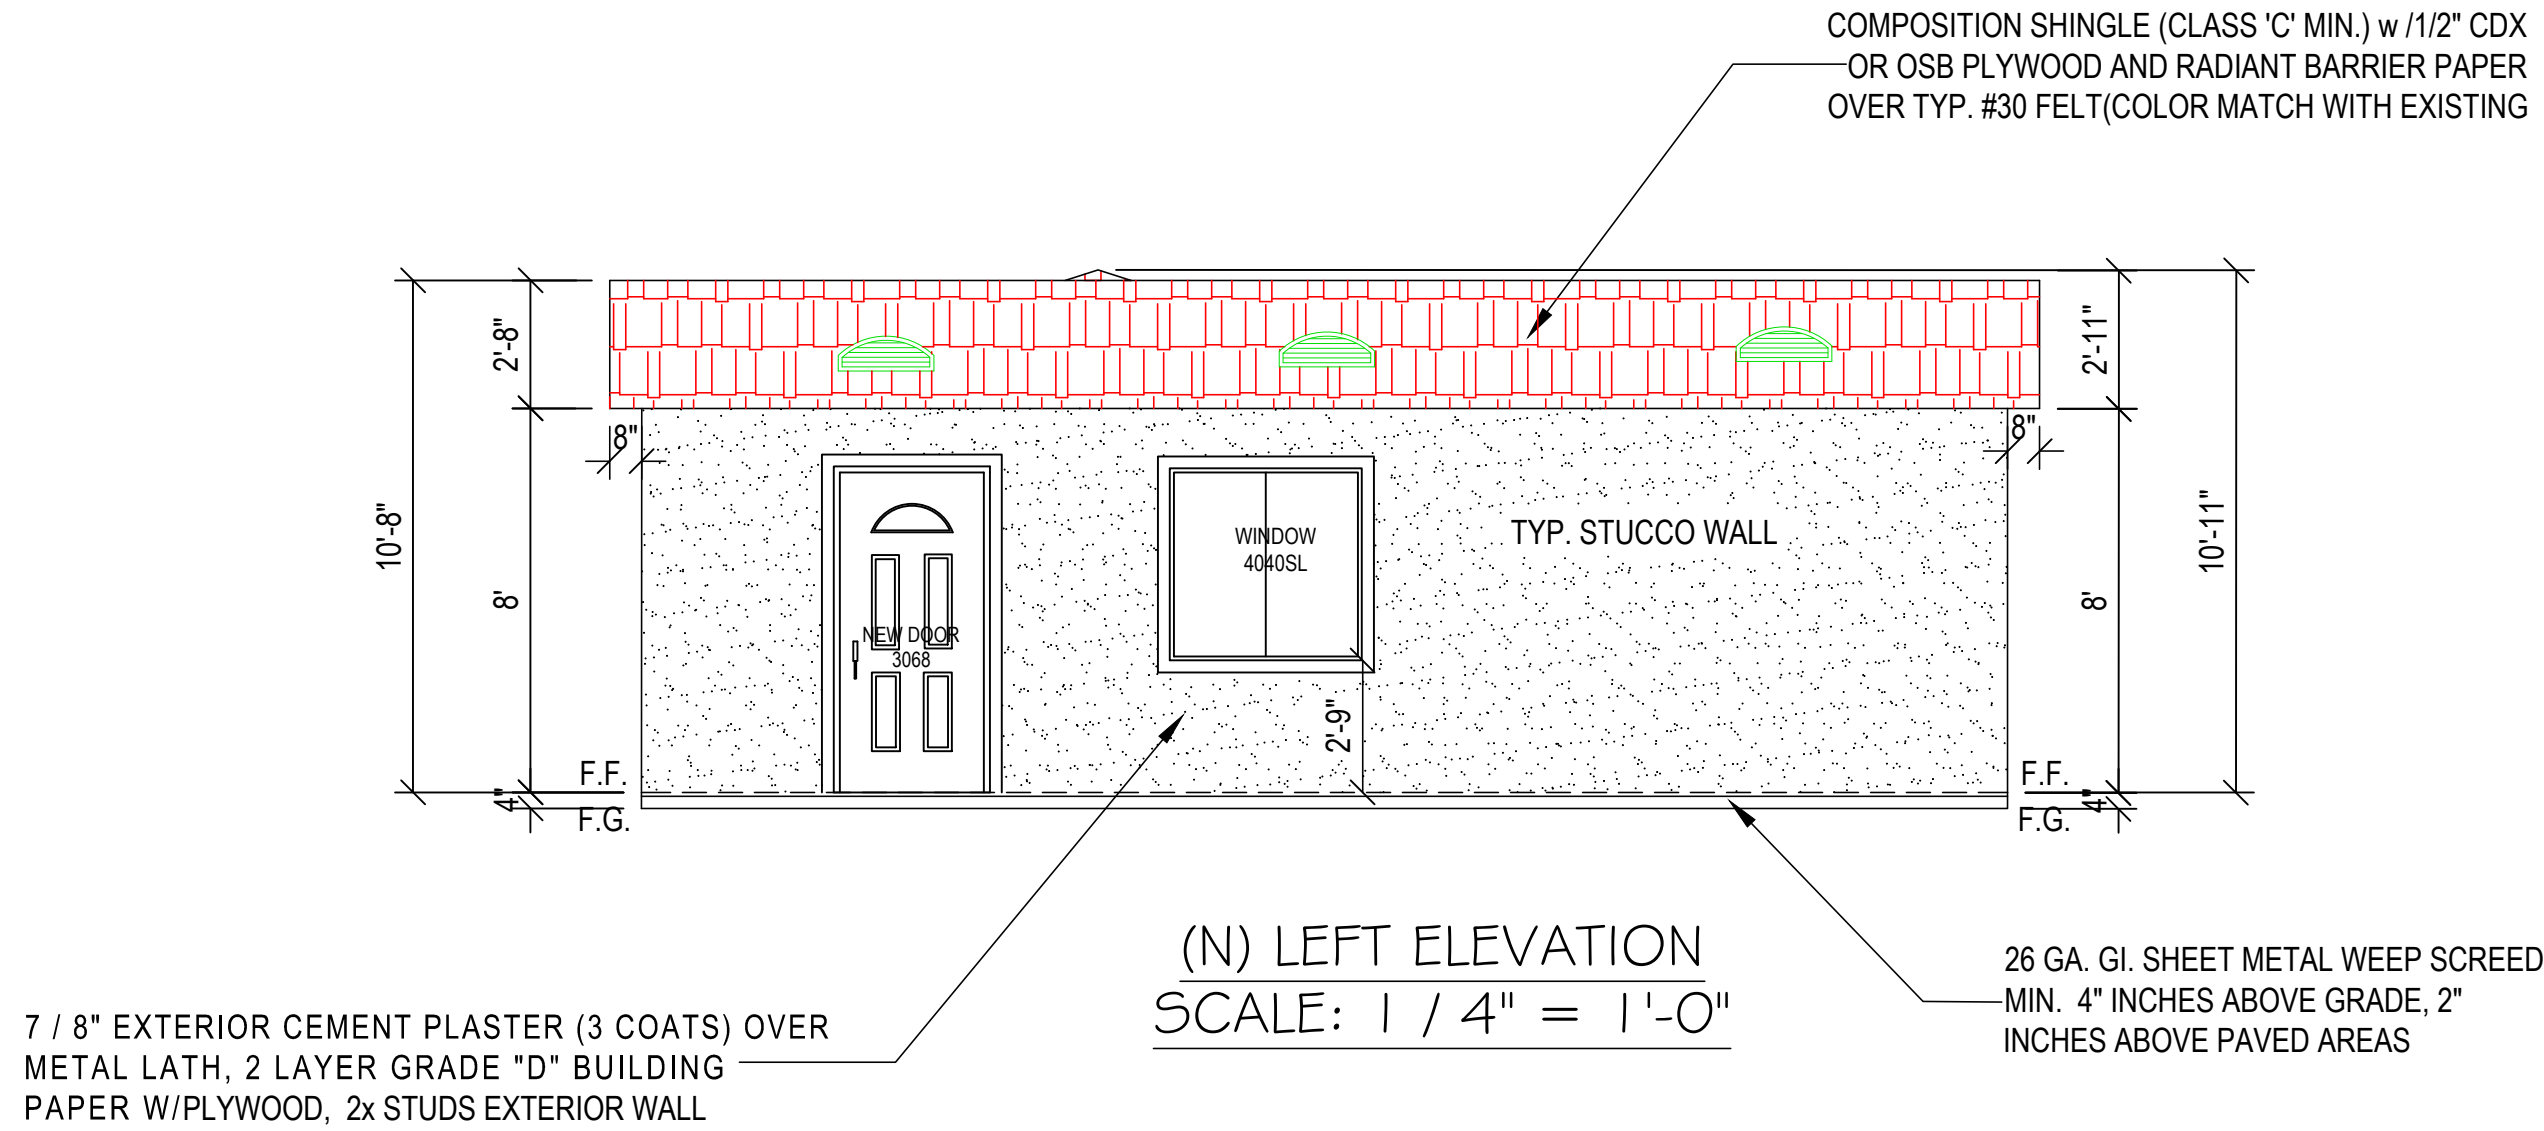 COMPOSITION SHINGLE (CLASS 'C' MIN.) w /1/2" CDX
OR OSB PLYWOOD AND RADIANT BARRIER PAPER
OVER TYP. #30 FELT(COLOR MATCH WITH EXISTING
2'-8"
2'-11"
8"
8"
10'-8"
10'-11"
8'
8'
WINDOW
4040SL
TYP. STUCCO WALL
NEW DOOR
3068
2'-9"
F.F.
F.F.
4"
4"
F.G.
F.G.
(N) LEFT ELEVATION
SCALE: 1 / 4" = 1'-0"
26 GA. GI. SHEET METAL WEEP SCREED
MIN. 4" INCHES ABOVE GRADE, 2"
INCHES ABOVE PAVED AREAS
7 / 8" EXTERIOR CEMENT PLASTER (3 COATS) OVER
METAL LATH, 2 LAYER GRADE "D" BUILDING
PAPER W/PLYWOOD, 2x STUDS EXTERIOR WALL